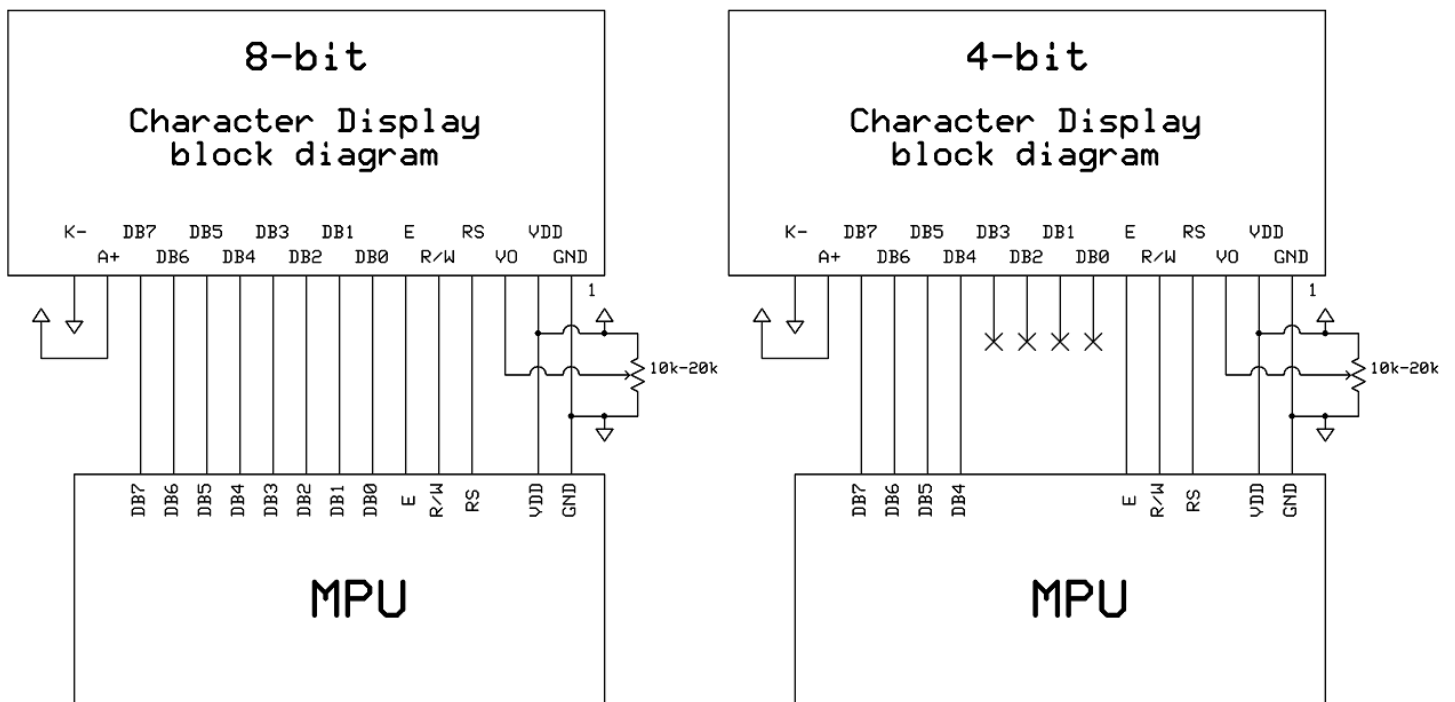 8-bit
Character Display
block diagram
K- DB7 DB5 DB3 DB1 E RS VDD
A+ DB6 DB4 DB2 DB0 R/W VO GND
1
10k-20k
DB7 DB6 DB5 DB4 DB3 DB2 DB1 DB0 E R/W RS VDD GND
MPU
4-bit
Character Display
block diagram
K- DB7 DB5 DB3 DB1 E RS VDD
A+ DB6 DB4 DB2 DB0 R/W VO GND
1
10k-20k
DB7 DB6 DB5 DB4 E R/W RS VDD GND
MPU